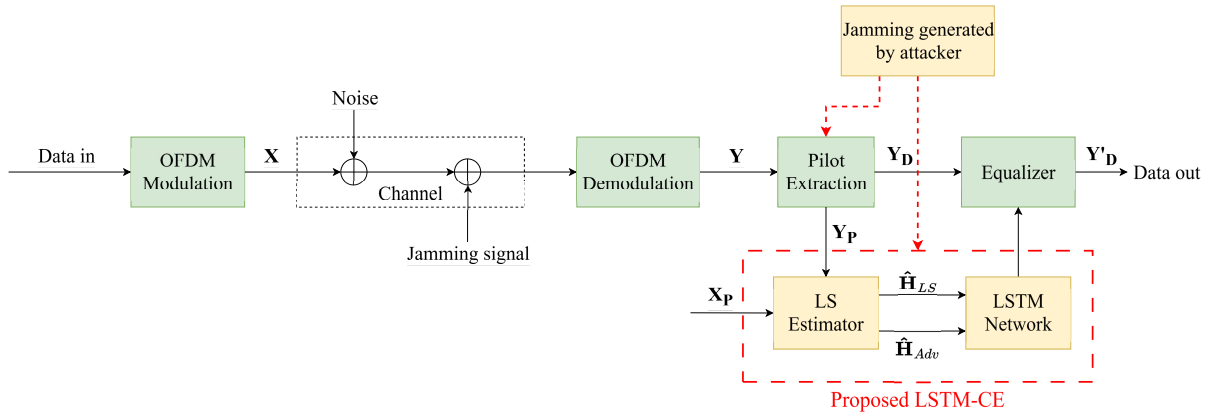 Jamming generated
by attacker
Noise
Data in
OFDM
Modulation
X
Channel
Jamming signal
OFDM
Demodulation
Y
Pilot
Extraction
Y_D
Equalizer
Y'_D
Data out
Y_P
X_P
LS
Estimator
Ĥ_LS
Ĥ_Adv
LSTM
Network
Proposed LSTM-CE